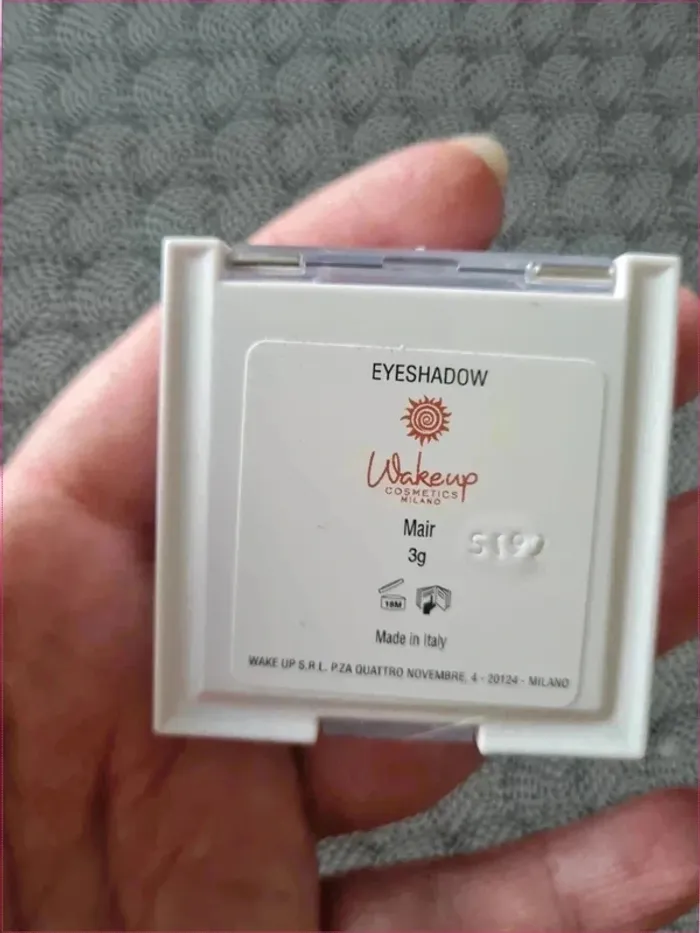 EYESHADOW
Wakeup
COSMETICS
MILANO
Mair
3g
18M
Made in Italy
WAKE UP S.R.L. P.ZA QUATTRO NOVEMBRE, 4 - 20124 - MILANO